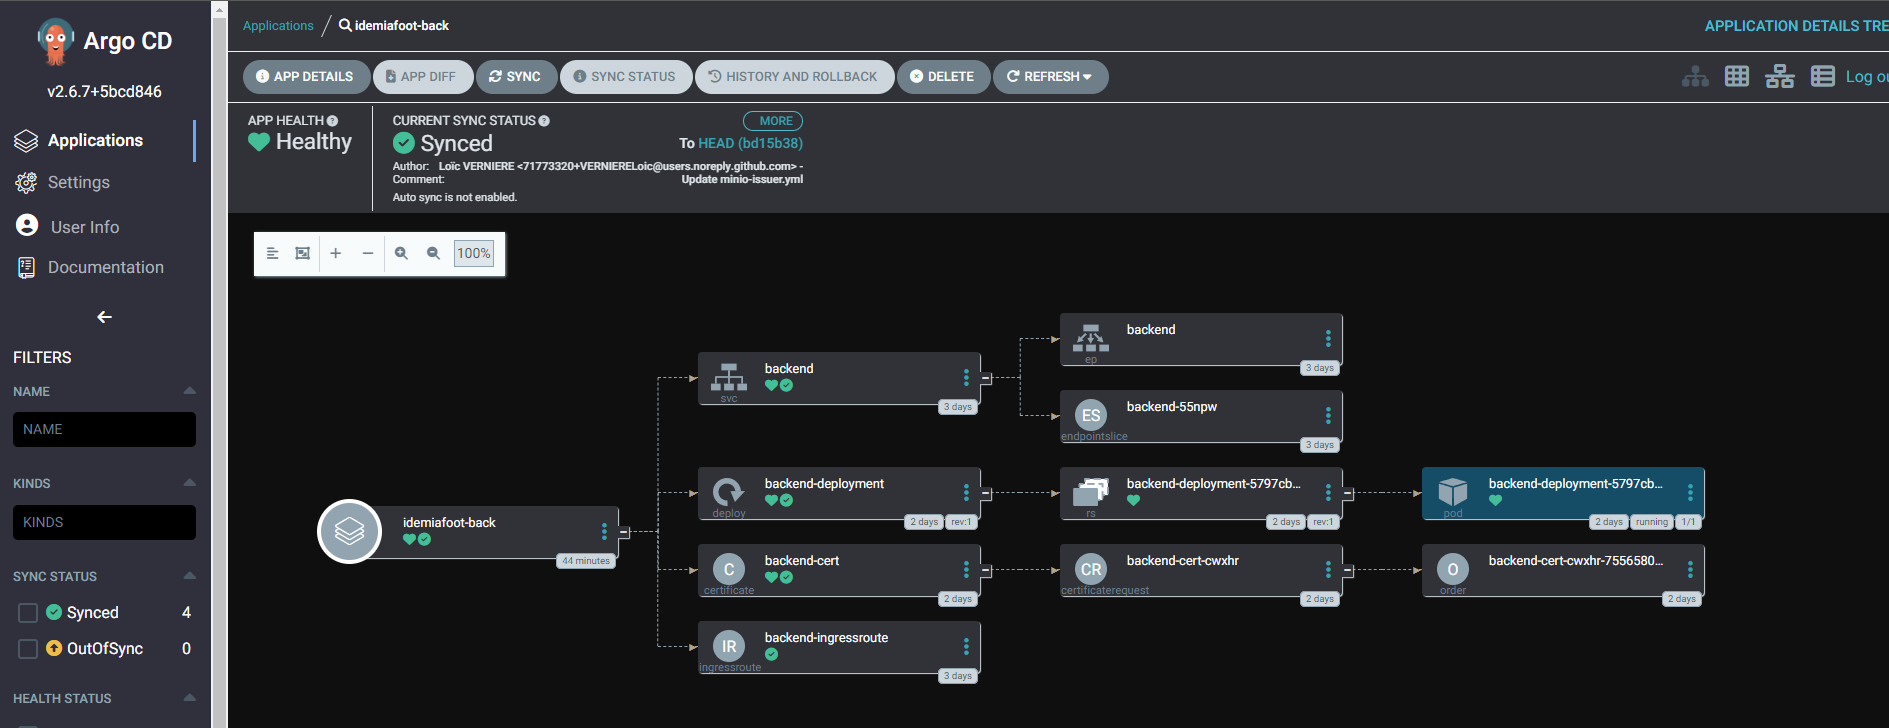 Argo CD
v2.6.7+5bcd846
Applications
Settings
User Info
Documentation
FILTERS
NAME
NAME
KINDS
KINDS
SYNC STATUS
Synced 4
OutOfSync 0
HEALTH STATUS
Applications / idemiafoot-back
APPLICATION DETAILS TRE
APP DETAILS APP DIFF SYNC SYNC STATUS HISTORY AND ROLLBACK DELETE REFRESH
Log ou
APP HEALTH
Healthy
CURRENT SYNC STATUS MORE
Synced To HEAD (bd15b38)
Author: Loïc VERNIERE <71773320+VERNIERELoic@users.noreply.github.com> -
Comment: Update minio-issuer.yml
Auto sync is not enabled.
100%
idemiafoot-back
44 minutes
backend
svc
3 days
backend
ep
3 days
backend-55npw
ES
endpointslice
3 days
backend-deployment
deploy
2 days rev:1
backend-deployment-5797cb...
rs
2 days rev:1
backend-deployment-5797cb...
pod
2 days running 1/1
backend-cert
C
certificate
2 days
backend-cert-cwxhr
CR
certificaterequest
2 days
backend-cert-cwxhr-7556580...
O
order
2 days
backend-ingressroute
IR
ingressroute
3 days